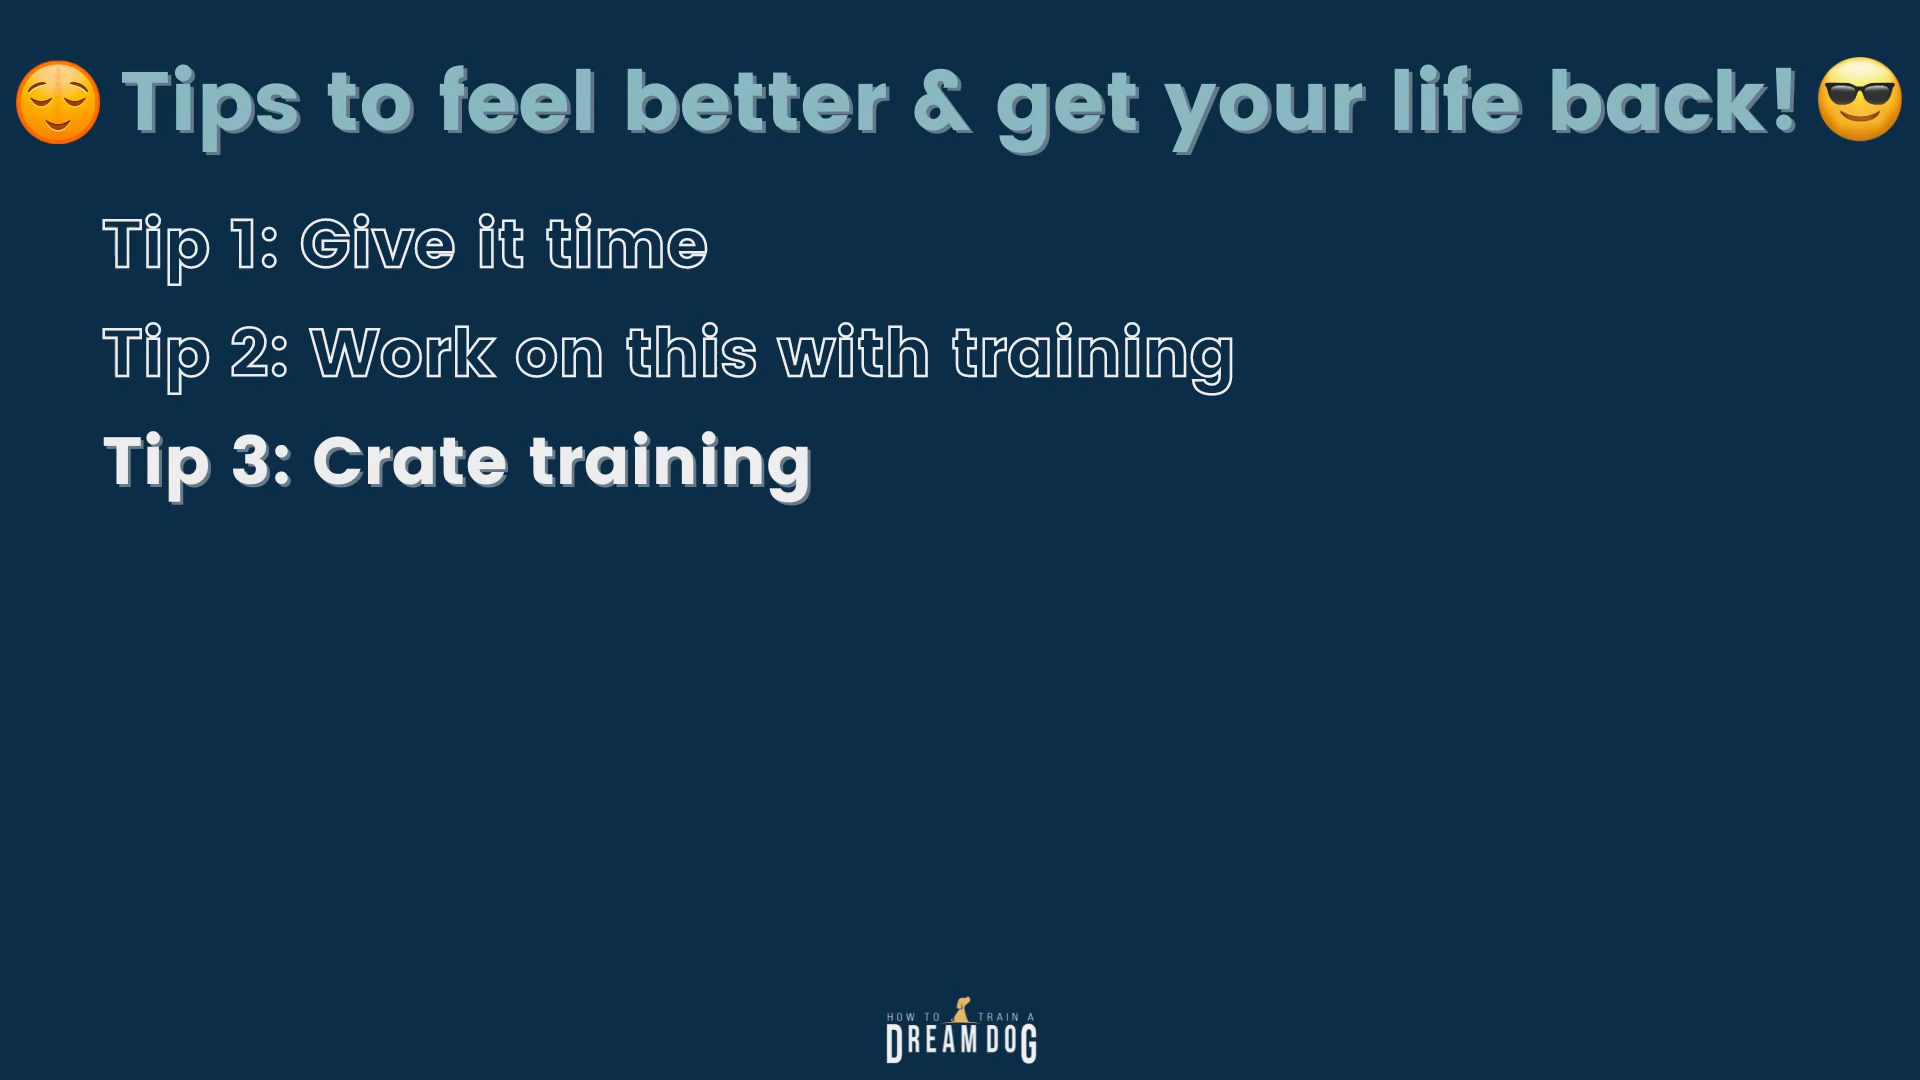 😌 Tips to feel better & get your life back! 😎
Tip 1: Give it time
Tip 2: Work on this with training
Tip 3: Crate training
HOW TO TRAIN A
DREAM DOG